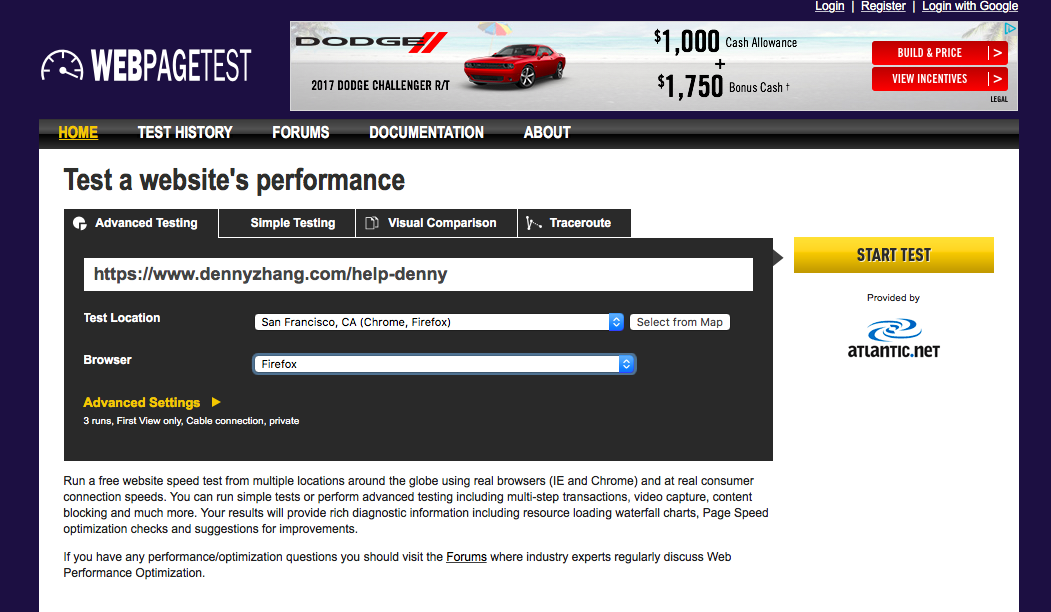 Login | Register | Login with Google
WEBPAGETEST
DODGE
2017 DODGE CHALLENGER R/T
$1,000 Cash Allowance
+
$1,750 Bonus Cash †
BUILD & PRICE | >
VIEW INCENTIVES | >
LEGAL
HOME TEST HISTORY FORUMS DOCUMENTATION ABOUT
Test a website's performance
Advanced Testing Simple Testing Visual Comparison Traceroute
https://www.dennyzhang.com/help-denny
START TEST
Provided by
ATLANTIC.NET
Test Location San Francisco, CA (Chrome, Firefox) Select from Map
Browser Firefox
Advanced Settings
3 runs, First View only, Cable connection, private
Run a free website speed test from multiple locations around the globe using real browsers (IE and Chrome) and at real consumer
connection speeds. You can run simple tests or perform advanced testing including multi-step transactions, video capture, content
blocking and much more. Your results will provide rich diagnostic information including resource loading waterfall charts, Page Speed
optimization checks and suggestions for improvements.
If you have any performance/optimization questions you should visit the Forums where industry experts regularly discuss Web
Performance Optimization.